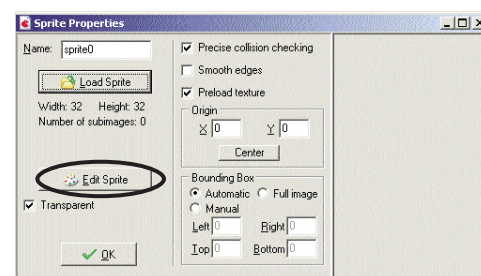 Sprite Properties
Name: sprite0
Load Sprite
Width: 32 Height: 32
Number of subimages: 0
Edit Sprite
Transparent
OK
Precise collision checking
Smooth edges
Preload texture
Origin
X 0 Y 0
Center
Bounding Box
Automatic Full image
Manual
Left 0 Right 0
Top 0 Bottom 0